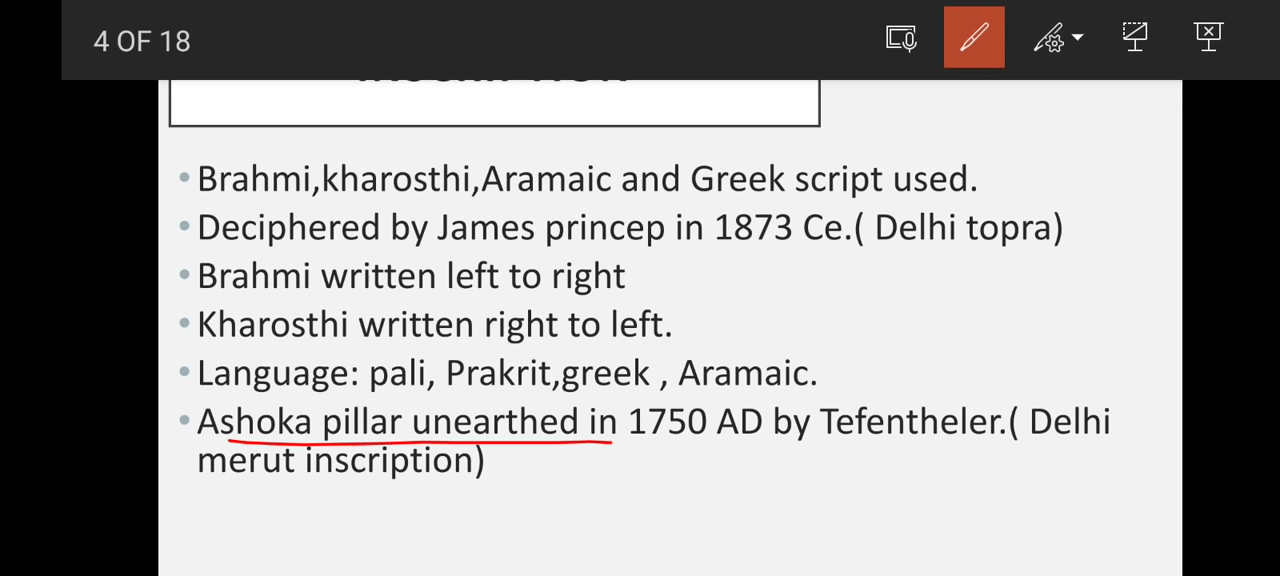 4 OF 18
Brahmi,kharosthi,Aramaic and Greek script used.
Deciphered by James princep in 1873 Ce.( Delhi topra)
Brahmi written left to right
Kharosthi written right to left.
Language: pali, Prakrit,greek , Aramaic.
Ashoka pillar unearthed in 1750 AD by Tefentheler.( Delhi
merut inscription)